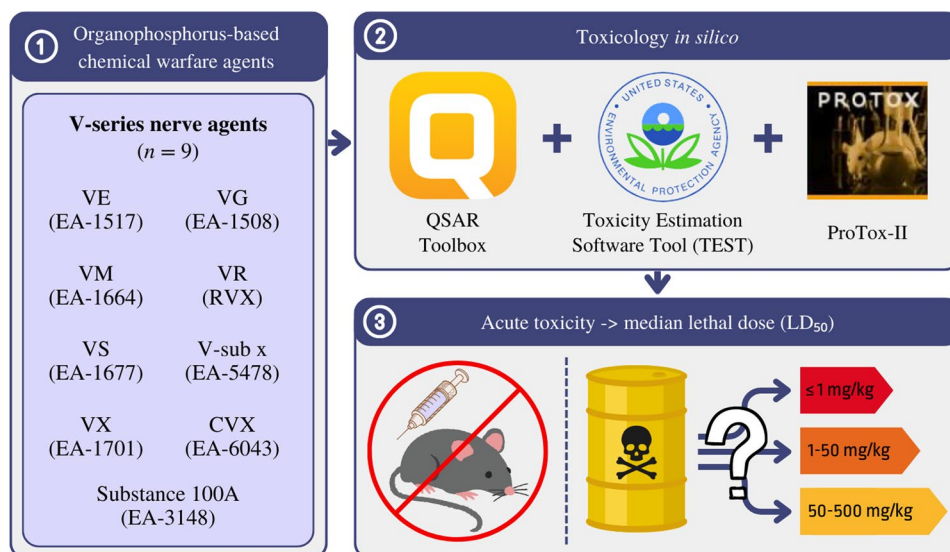 1
Organophosphorus-based
chemical warfare agents
V-series nerve agents
(n = 9)
VE
(EA-1517)
VG
(EA-1508)
VM
(EA-1664)
VR
(RVX)
VS
(EA-1677)
V-sub x
(EA-5478)
VX
(EA-1701)
CVX
(EA-6043)
Substance 100A
(EA-3148)
2
Toxicology in silico
Q
QSAR
Toolbox
+
UNITED STATES
ENVIRONMENTAL PROTECTION AGENCY
Toxicity Estimation
Software Tool (TEST)
+
PROTOX
ProTox-II
3
Acute toxicity -> median lethal dose (LD₅₀)
?
≤ 1 mg/kg
1-50 mg/kg
50-500 mg/kg